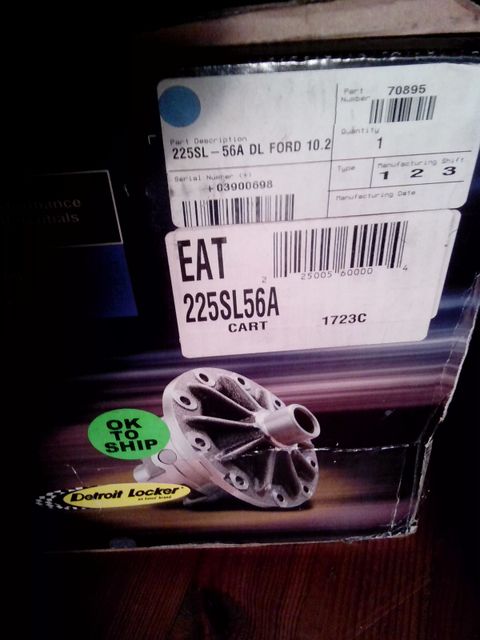 Part Number
70895
Quantity
1
Part Description
225SL-56A DL FORD 10.2
Type
Manufacturing Shift
1 2 3
Serial Number (s)
+03900698
Manufacturing Date
EAT
2 25005 60000 4
225SL56A
CART
1723C
OK
TO
SHIP
Detroit Locker